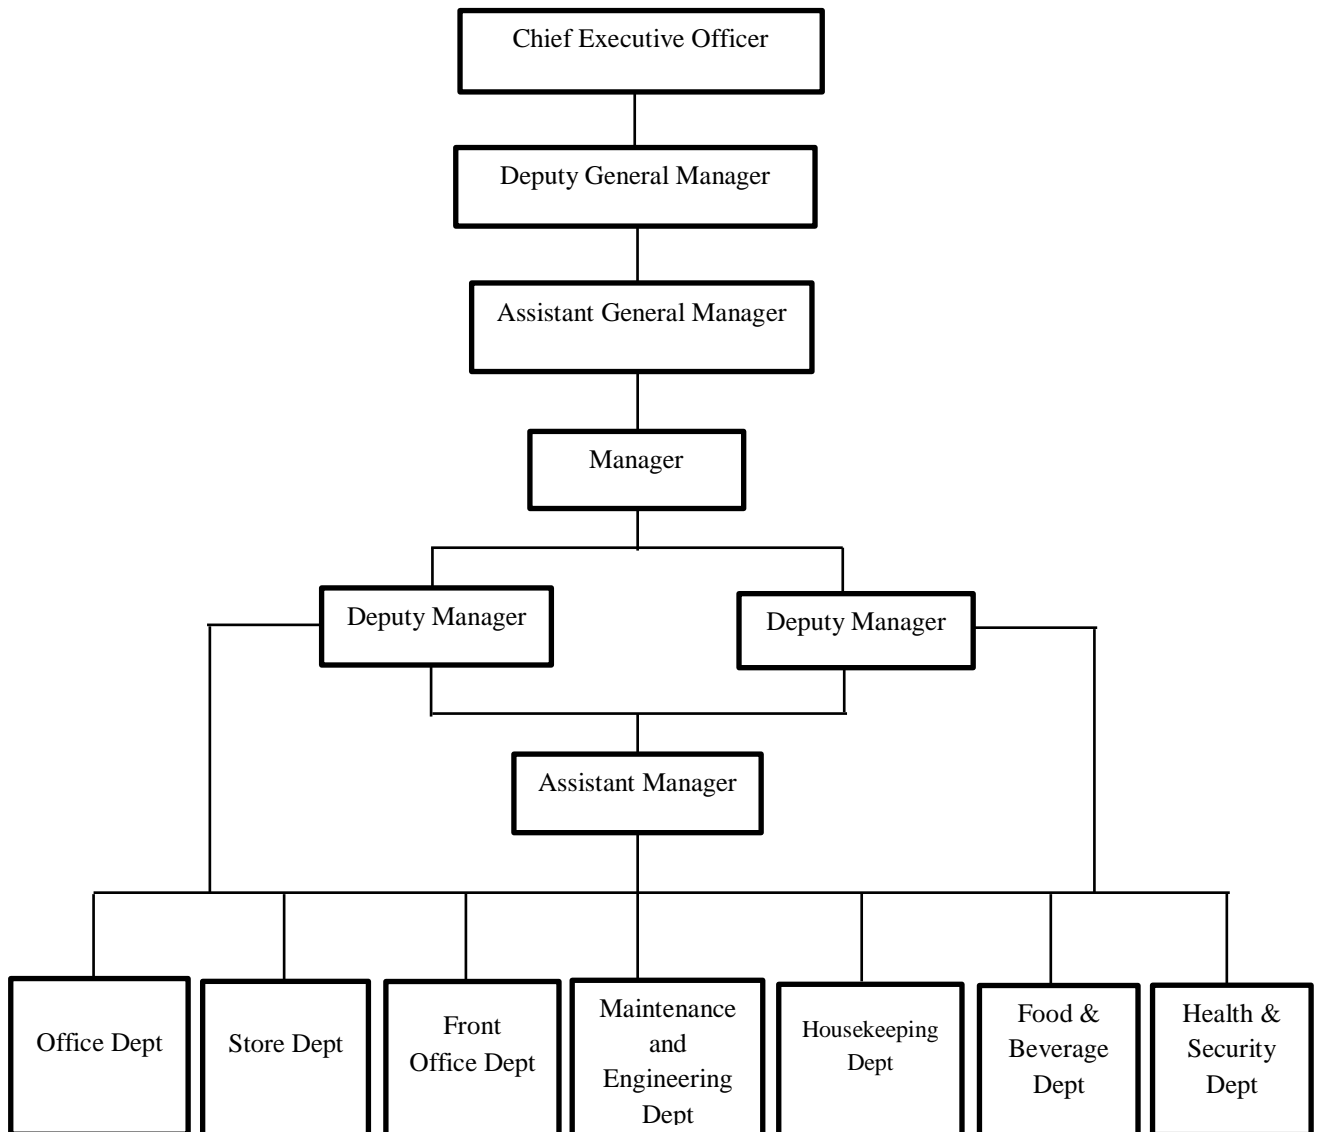 Chief Executive Officer
Deputy General Manager
Assistant General Manager
Manager
Deputy Manager
Deputy Manager
Assistant Manager
Office Dept
Store Dept
Front
Office Dept
Maintenance
and
Engineering
Dept
Housekeeping
Dept
Food &
Beverage
Dept
Health &
Security
Dept